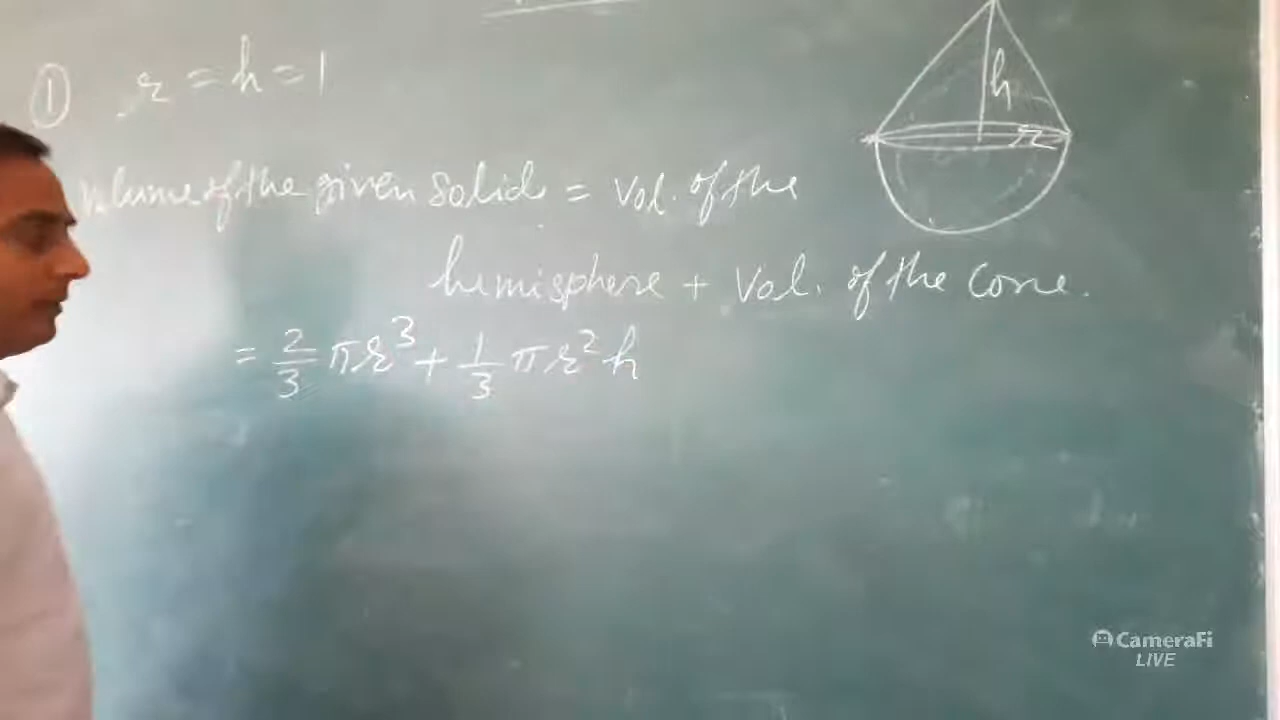 ① r = h = 1
h
r
of the given solid = Vol. of the
hemisphere + Vol. of the cone.
= 2/3 πr³ + 1/3 πr²h
CameraFi
LIVE